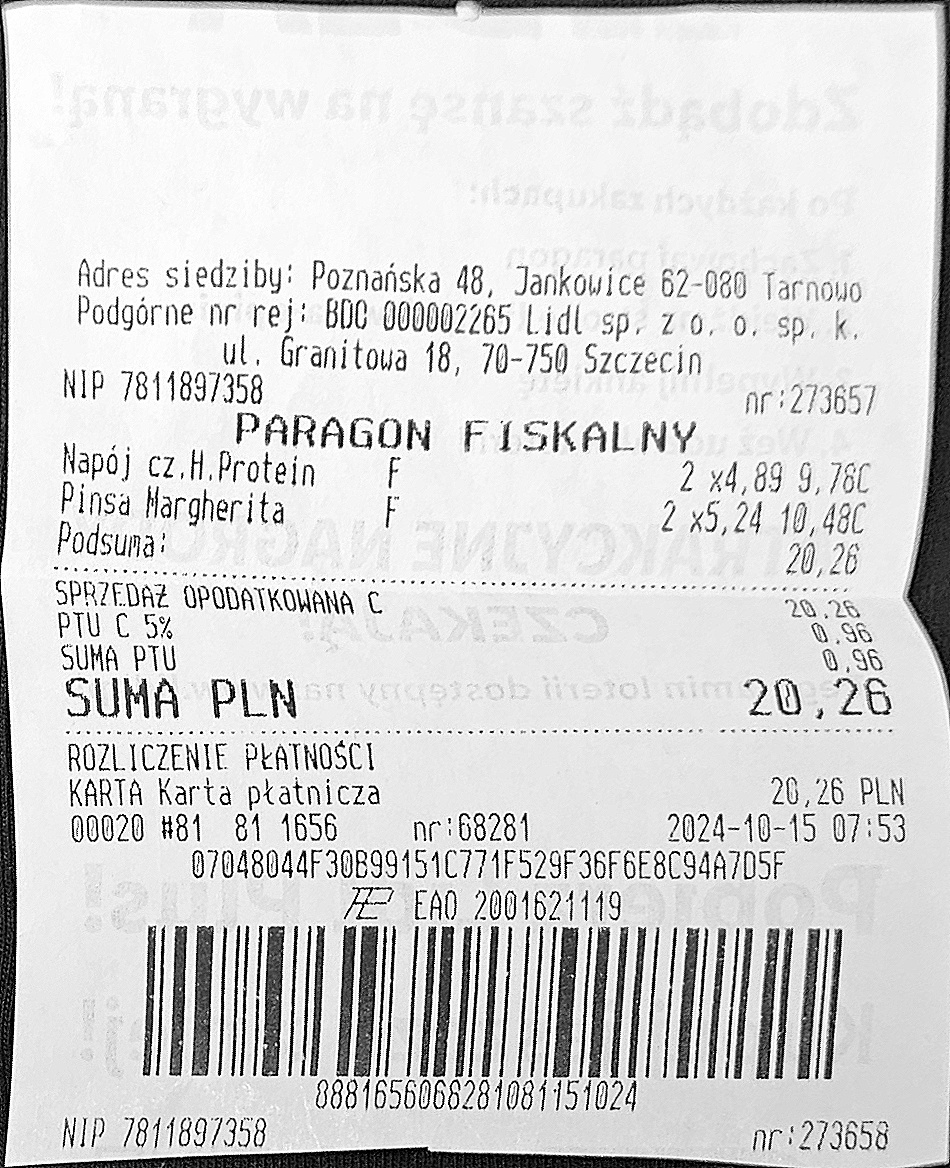 Adres siedziby: Poznańska 48, Jankowice 62-080 Tarnowo
Podgórne nr rej: BDO 000002265 Lidl sp. z o. o. sp. k.
ul. Granitowa 18, 70-750 Szczecin
NIP 7811897358 nr:273657
PARAGON FISKALNY
Napój cz.H.Protein F 2 x4,89 9,78C
Pinsa Margherita F 2 x5,24 10,48C
Podsuma: 20,26
SPRZEDAŻ OPODATKOWANA C 20,26
PTU C 5% 0,96
SUMA PTU 0,96
SUMA PLN 20,26
ROZLICZENIE PŁATNOŚCI
KARTA Karta płatnicza 20,26 PLN
00020 #81 81 1656 nr:68281 2024-10-15 07:53
07048044F30B99151C771F529F36F6E8C94A7D5F
EAO 2001621119
8881656068281081151024
NIP 7811897358 nr:273658